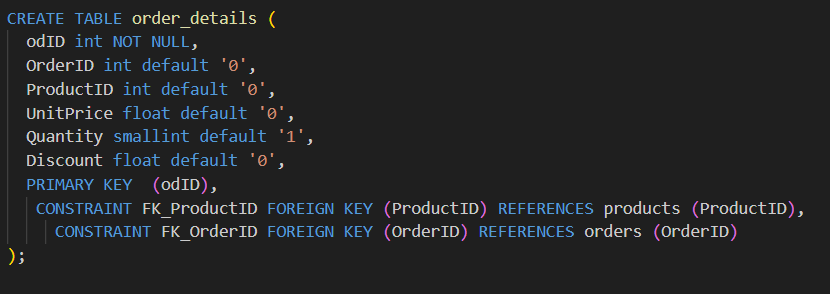 CREATE TABLE order_details (
odID int NOT NULL,
OrderID int default '0',
ProductID int default '0',
UnitPrice float default '0',
Quantity smallint default '1',
Discount float default '0',
PRIMARY KEY  (odID),
CONSTRAINT FK_ProductID FOREIGN KEY (ProductID) REFERENCES products (ProductID),
CONSTRAINT FK_OrderID FOREIGN KEY (OrderID) REFERENCES orders (OrderID)
);